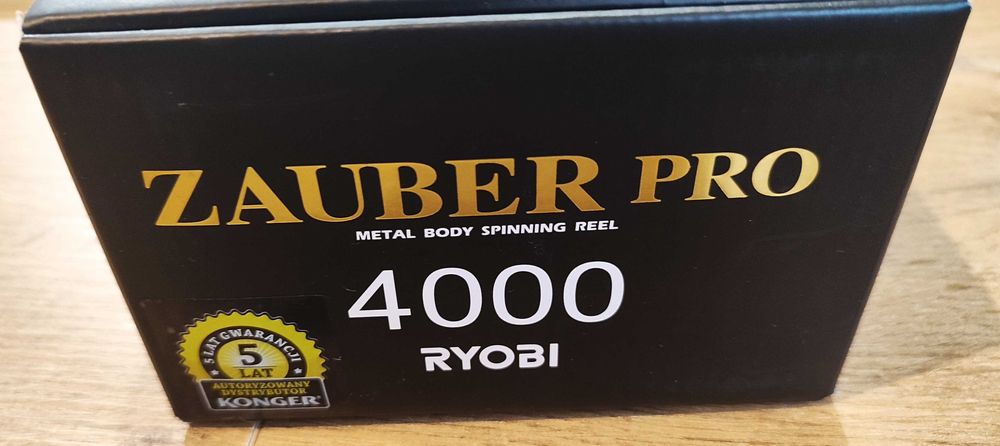 ZAUBER PRO
METAL BODY SPINNING REEL
4000
RYOBI
5 LAT GWARANCJI
5
LAT
AUTORYZOWANY
DYSTRYBUTOR
KONGER